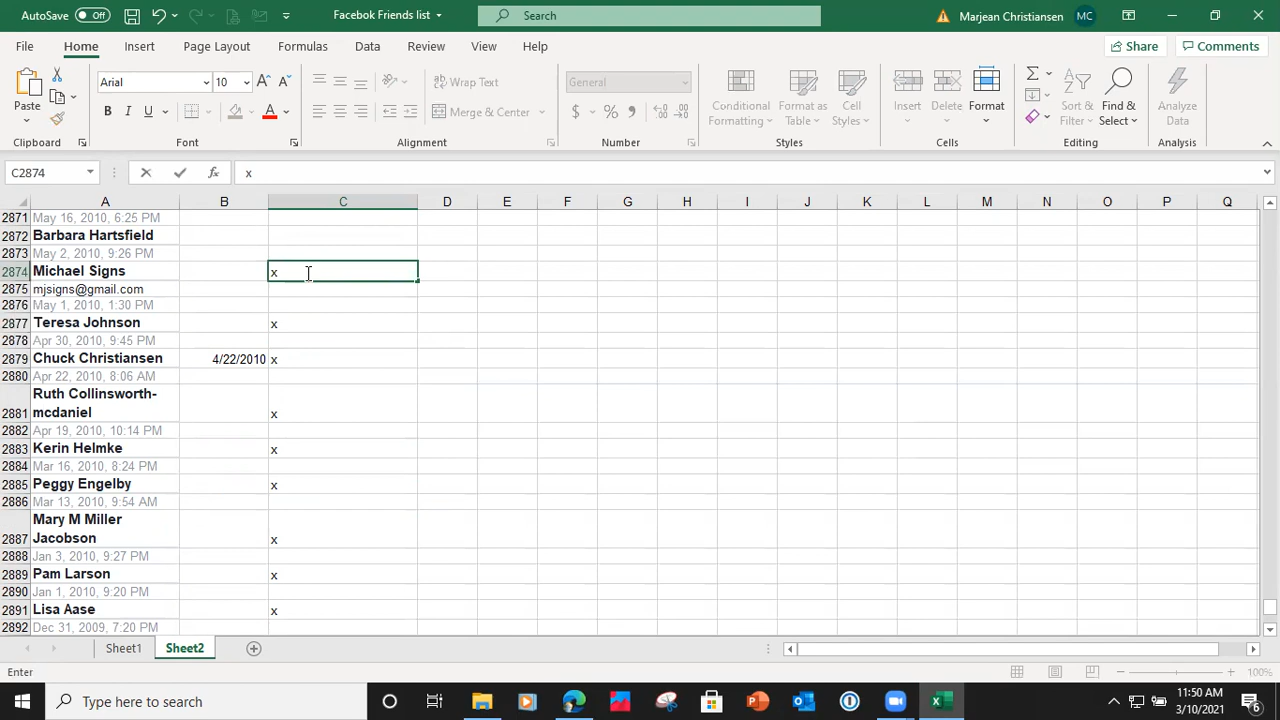 AutoSave Off Facebok Friends list Search Marjean Christiansen MC
File Home Insert Page Layout Formulas Data Review View Help Share Comments
Paste Arial 10 Wrap Text General Conditional Formatting Format as Table Cell Styles Insert Delete Format Sort & Filter Find & Select Analyze Data
B I U A Merge & Center $ % 9
Clipboard Font Alignment Number Styles Cells Editing Analysis
C2874 fx x
A B C D E F G H I J K L M N O P Q
2871 May 16, 2010, 6:25 PM
2872 Barbara Hartsfield
2873 May 2, 2010, 9:26 PM
2874 Michael Signs x
2875 mjsigns@gmail.com
2876 May 1, 2010, 1:30 PM
2877 Teresa Johnson x
2878 Apr 30, 2010, 9:45 PM
2879 Chuck Christiansen 4/22/2010 x
2880 Apr 22, 2010, 8:06 AM
Ruth Collinsworth-
2881 mcdaniel x
2882 Apr 19, 2010, 10:14 PM
2883 Kerin Helmke x
2884 Mar 16, 2010, 8:24 PM
2885 Peggy Engelby x
2886 Mar 13, 2010, 9:54 AM
Mary M Miller
2887 Jacobson x
2888 Jan 3, 2010, 9:27 PM
2889 Pam Larson x
2890 Jan 1, 2010, 9:20 PM
2891 Lisa Aase x
2892 Dec 31, 2009, 7:20 PM
Sheet1 Sheet2
Enter 100%
Type here to search 11:50 AM
3/10/2021 6